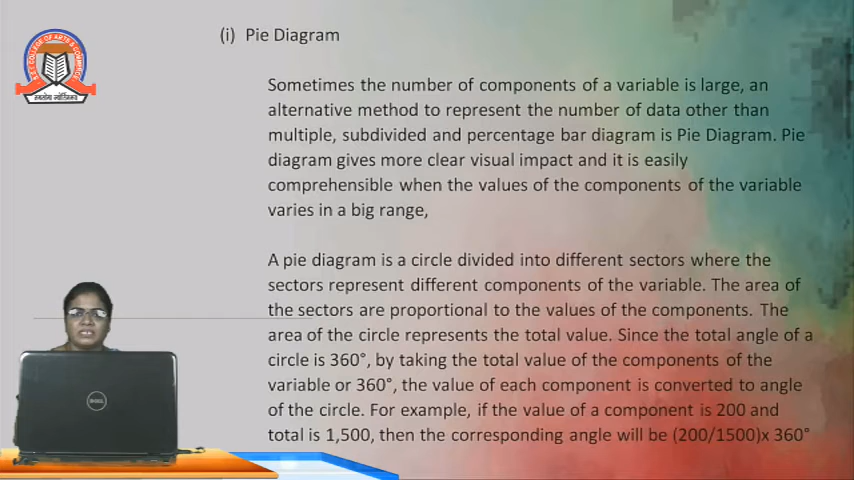 (i) Pie Diagram
Sometimes the number of components of a variable is large, an
alternative method to represent the number of data other than
multiple, subdivided and percentage bar diagram is Pie Diagram. Pie
diagram gives more clear visual impact and it is easily
comprehensible when the values of the components of the variable
varies in a big range,
A pie diagram is a circle divided into different sectors where the
sectors represent different components of the variable. The area of
the sectors are proportional to the values of the components. The
area of the circle represents the total value. Since the total angle of a
circle is 360°, by taking the total value of the components of the
variable or 360°, the value of each component is converted to angle
of the circle. For example, if the value of a component is 200 and
total is 1,500, then the corresponding angle will be (200/1500)x 360°
COLLEGE OF ARTS & COMMERCE
DELL